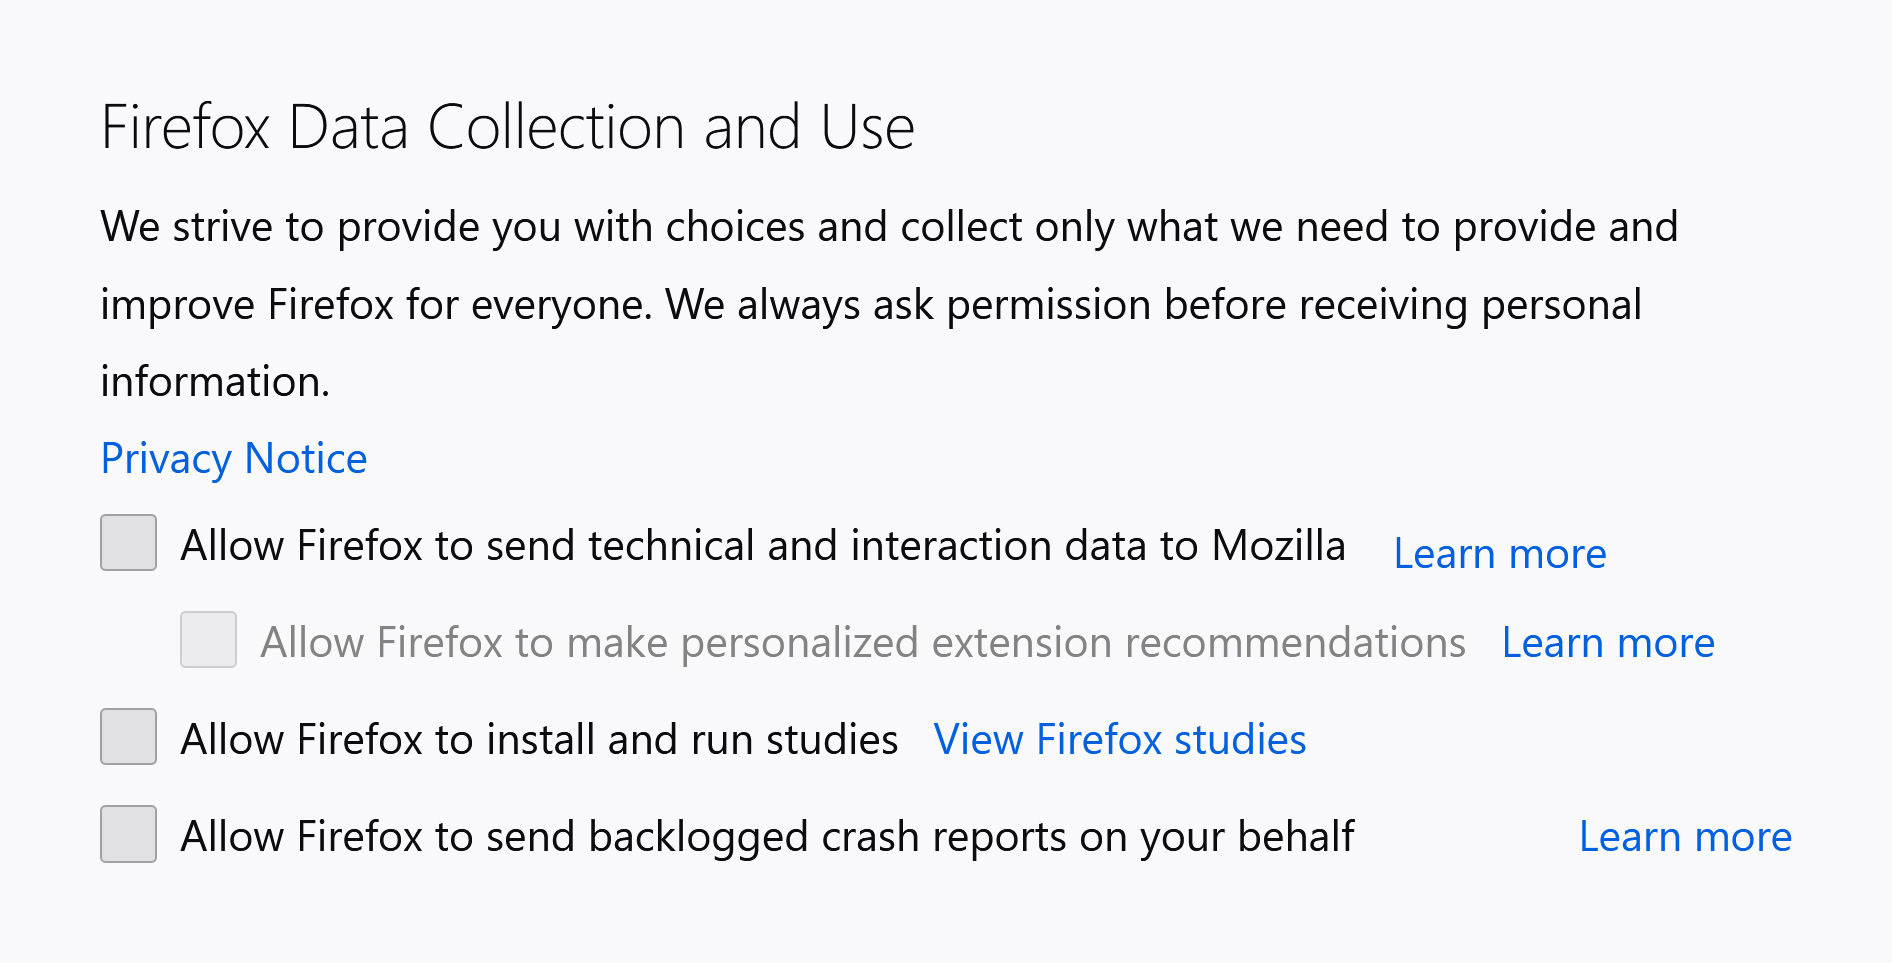 Firefox Data Collection and Use
We strive to provide you with choices and collect only what we need to provide and
improve Firefox for everyone. We always ask permission before receiving personal
information.
Privacy Notice
Allow Firefox to send technical and interaction data to Mozilla Learn more
Allow Firefox to make personalized extension recommendations Learn more
Allow Firefox to install and run studies View Firefox studies
Allow Firefox to send backlogged crash reports on your behalf Learn more